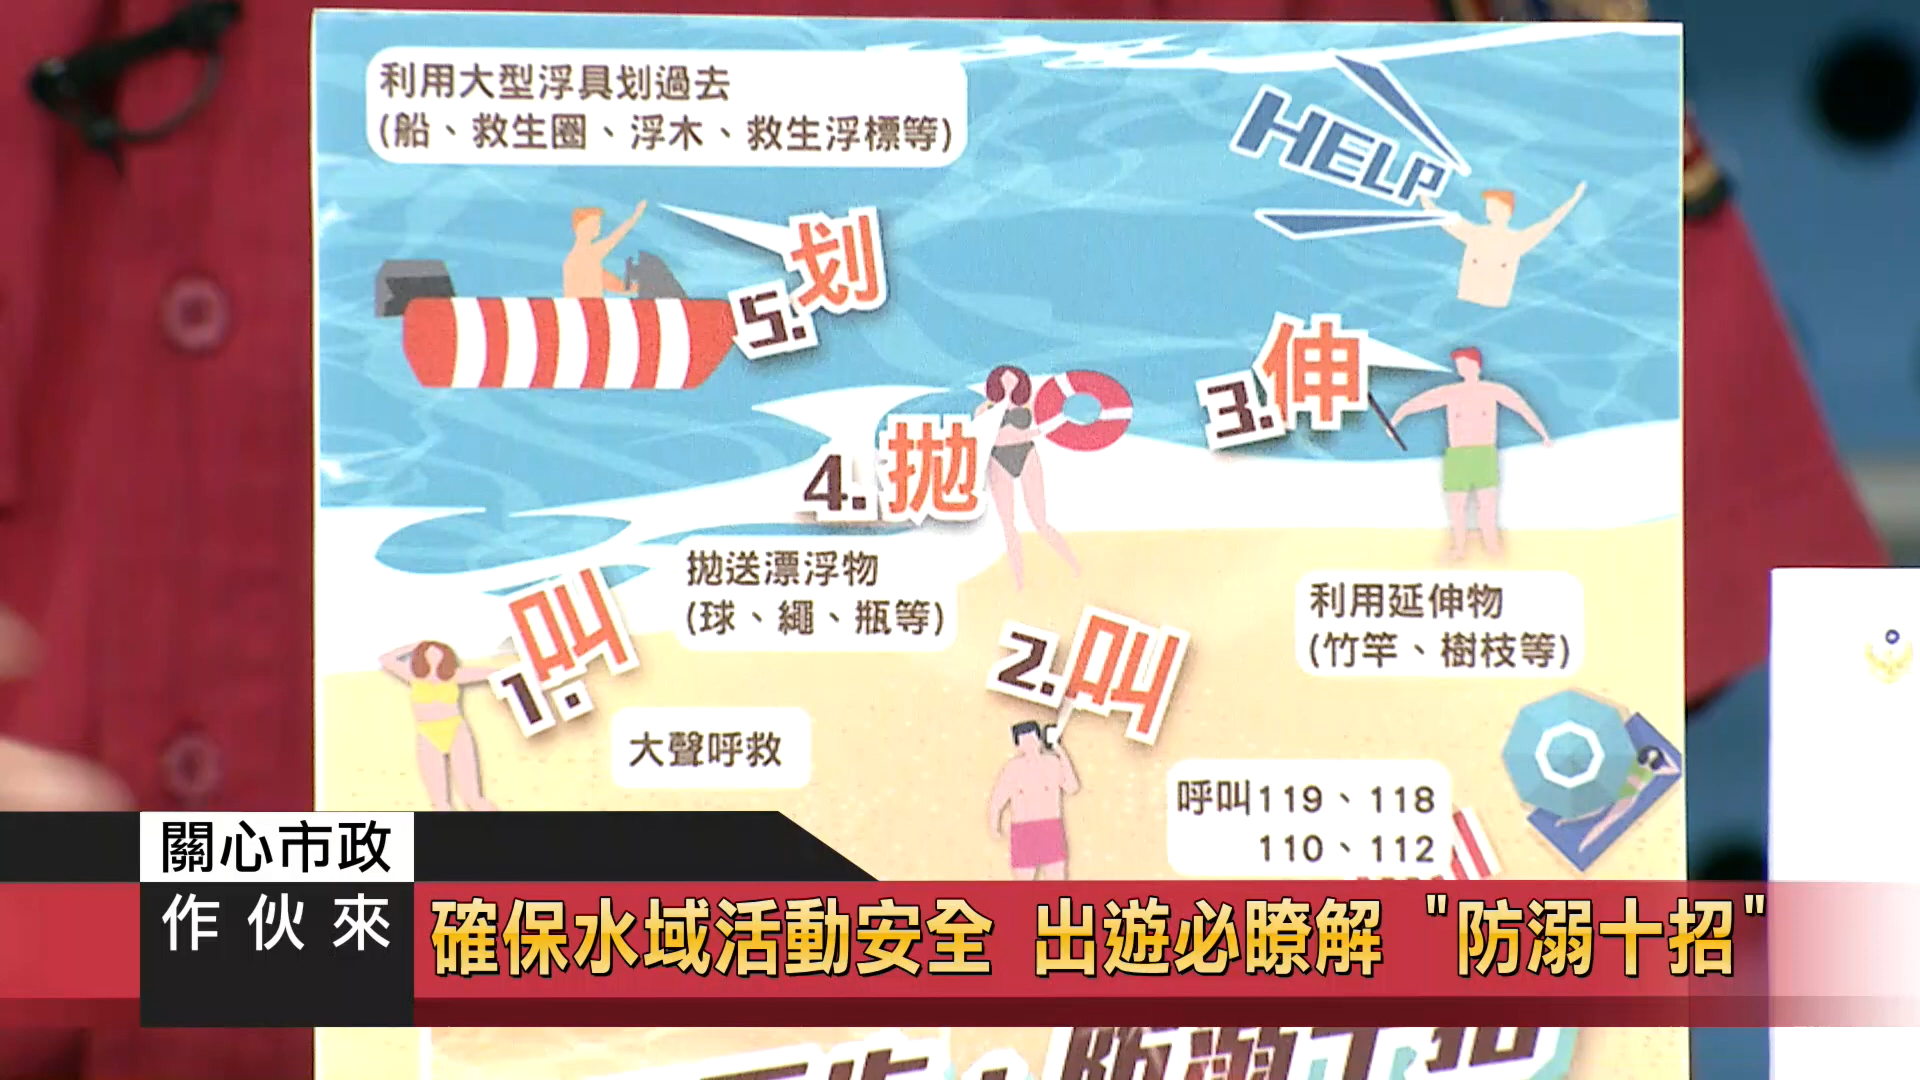 利用大型浮具划過去
(船、救生圈、浮木、救生浮標等)
HELP
5.划
3.伸
4.拋
拋送漂浮物
(球、繩、瓶等)
利用延伸物
(竹竿、樹枝等)
1.叫
2.叫
大聲呼救
呼叫119、118
110、112
關心市政
作伙來
確保水域活動安全 出遊必瞭解 "防溺十招"
防溺十招